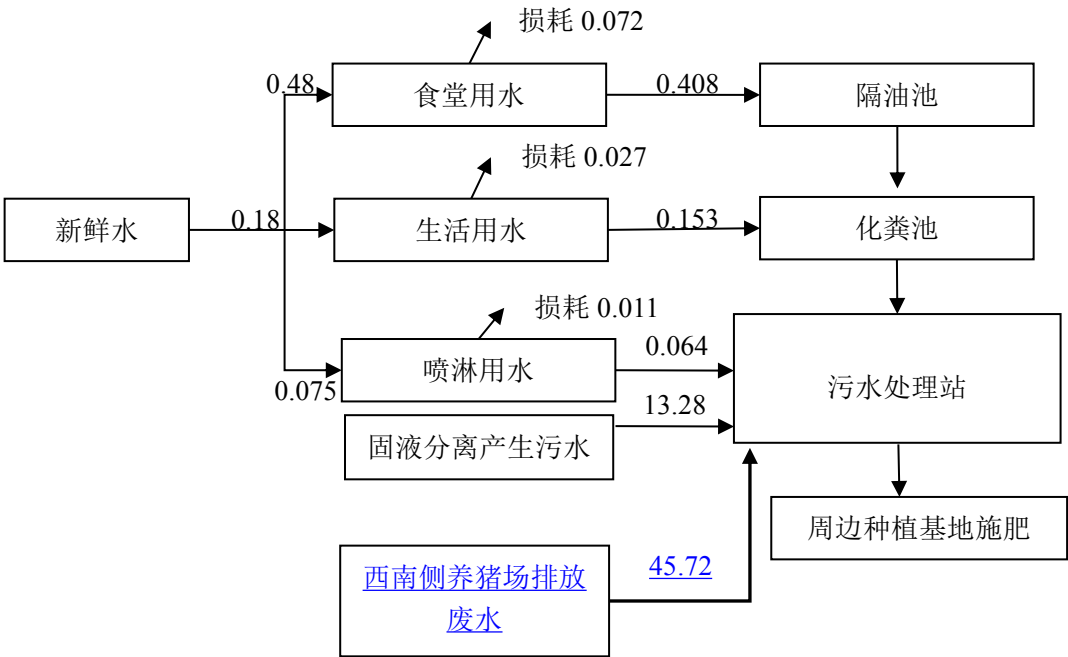 损耗 0.072
0.48
食堂用水
0.408
隔油池
损耗 0.027
新鲜水
0.18
生活用水
0.153
化粪池
损耗 0.011
喷淋用水
0.064
0.075
污水处理站
13.28
固液分离产生污水
周边种植基地施肥
西南侧养猪场排放
废水
45.72